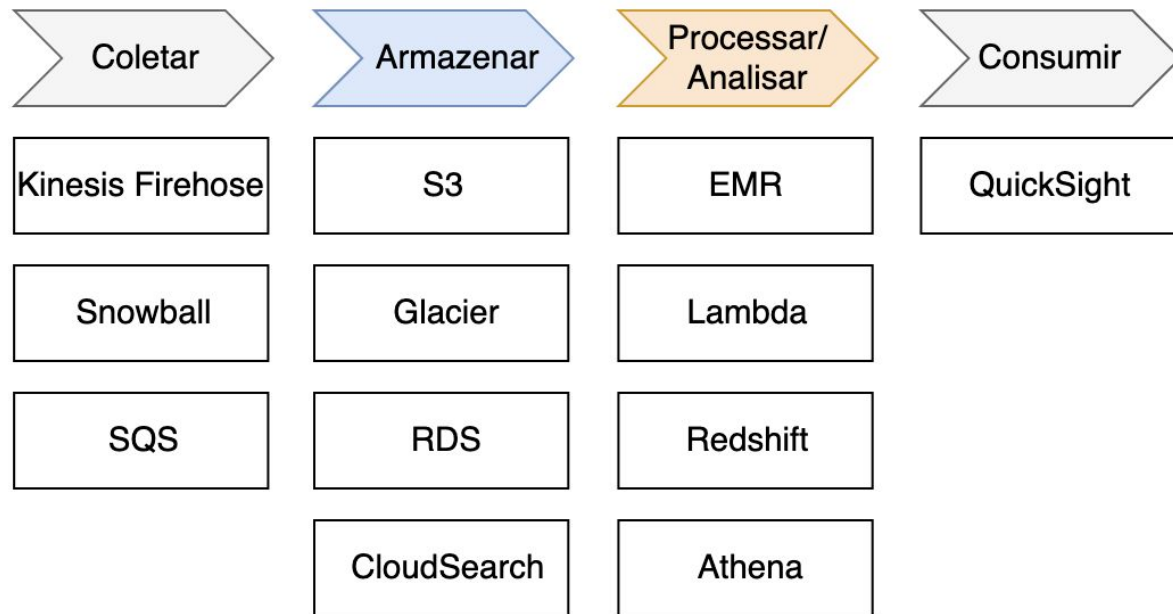 Coletar
Armazenar
Processar/
Analisar
Consumir
Kinesis Firehose
S3
EMR
QuickSight
Snowball
Glacier
Lambda
SQS
RDS
Redshift
CloudSearch
Athena